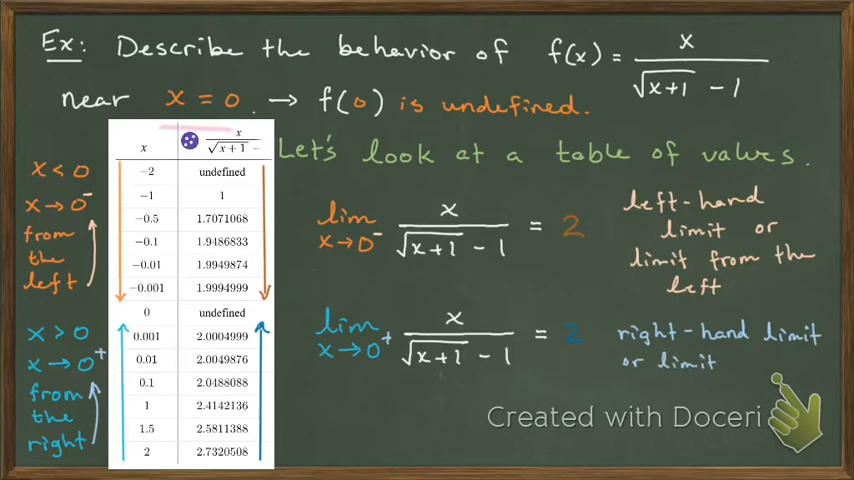 Ex: Describe the behavior of f(x) = x / (√(x+1) − 1)
near x = 0. → f(0) is undefined.
Let's look at a table of values.
x < 0
x → 0⁻
from
the
left
x > 0
x → 0⁺
from
the
right
x | x / (√(x+1) −
−2 | undefined
−1 | 1
−0.5 | 1.7071068
−0.1 | 1.9486833
−0.01 | 1.9949874
−0.001 | 1.9994999
0 | undefined
0.001 | 2.0004999
0.01 | 2.0049876
0.1 | 2.0488088
1 | 2.4142136
1.5 | 2.5811388
2 | 2.7320508
lim x→0⁻ x / (√(x+1) − 1) = 2
left-hand
limit or
limit from the
left
lim x→0⁺ x / (√(x+1) − 1) = 2
right-hand limit
or limit
Created with Doceri